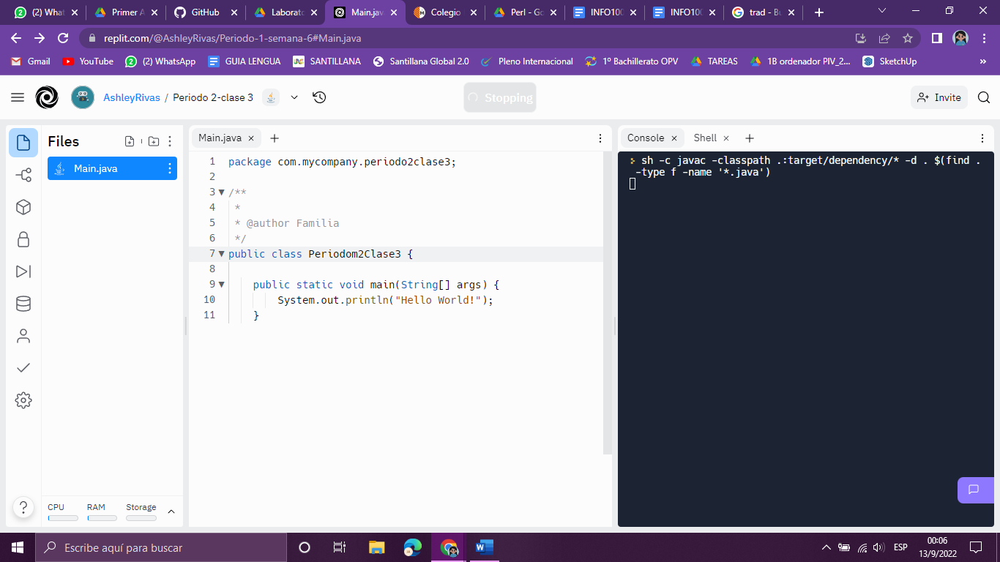 (2) What
Primer A
GitHub
Laborato
Main.java
Colegio
Perl - Go
INFO100
INFO100
trad - Bu
replit.com/@AshleyRivas/Periodo-1-semana-6#Main.java
Gmail
YouTube
(2) WhatsApp
GUIA LENGUA
SANTILLANA
Santillana Global 2.0
Pleno Internacional
1º Bachillerato OPV
TAREAS
1B ordenador PIV_2...
SketchUp
»
AshleyRivas / Periodo 2-clase 3
Stopping
Invite
Files
Main.java
CPU
RAM
Storage
Main.java
1 package com.mycompany.periodo2clase3;
2
3 /**
4 *
5 * @author Familia
6 */
7 public class Periodom2Clase3 {
8
9 public static void main(String[] args) {
10 System.out.println("Hello World!");
11 }
Console
Shell
sh -c javac -classpath .:target/dependency/* -d . $(find .
-type f -name '*.java')
?
Escribe aquí para buscar
ESP
00:06
13/9/2022